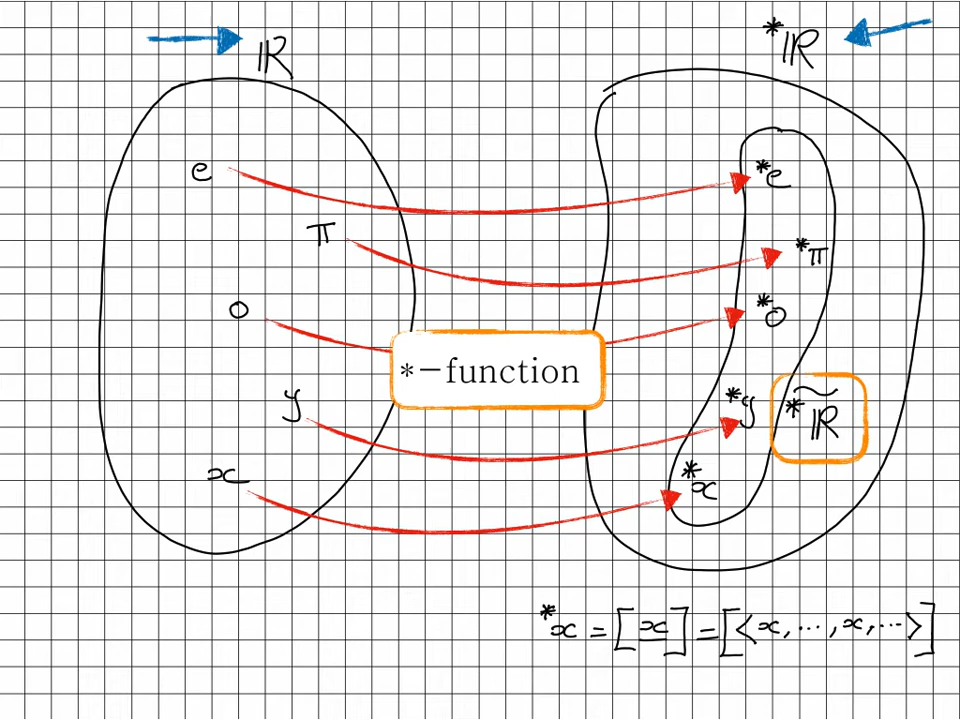 ℝ
*ℝ
e
*e
π
*π
0
*0
*-function
y
*y
*ℝ̃
x
*x
*x = [x̲] = [<x, ..., x, ...>]